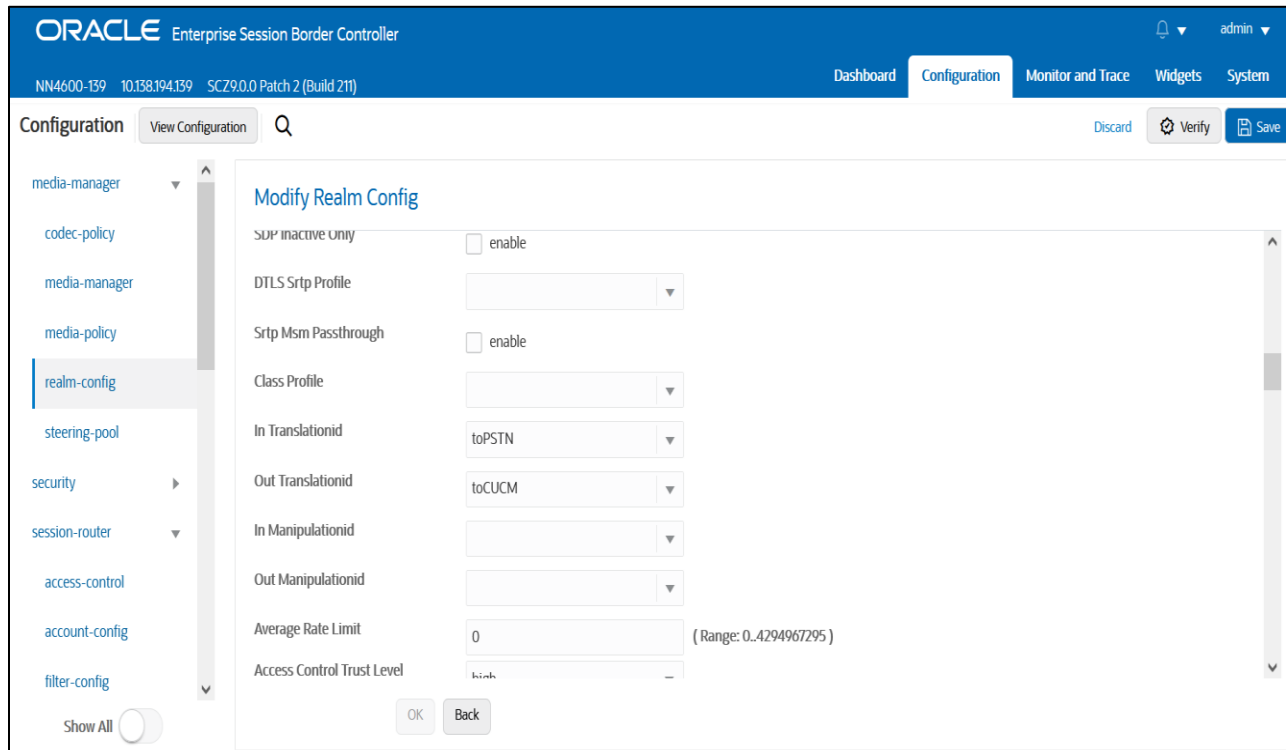 ORACLE Enterprise Session Border Controller
admin
NN4600-139 10.138.194.139 SCZ9.0.0 Patch 2 (Build 211)
Dashboard Configuration Monitor and Trace Widgets System
Configuration View Configuration Discard Verify Save
media-manager
codec-policy
media-manager
media-policy
realm-config
steering-pool
security
session-router
access-control
account-config
filter-config
Show All
Modify Realm Config
SDP Inactive Only enable
DTLS Srtp Profile
Srtp Msm Passthrough enable
Class Profile
In Translationid toPSTN
Out Translationid toCUCM
In Manipulationid
Out Manipulationid
Average Rate Limit 0 ( Range: 0..4294967295 )
Access Control Trust Level high
OK Back